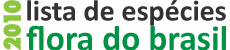 2010
lista de espécies
flora do brasil